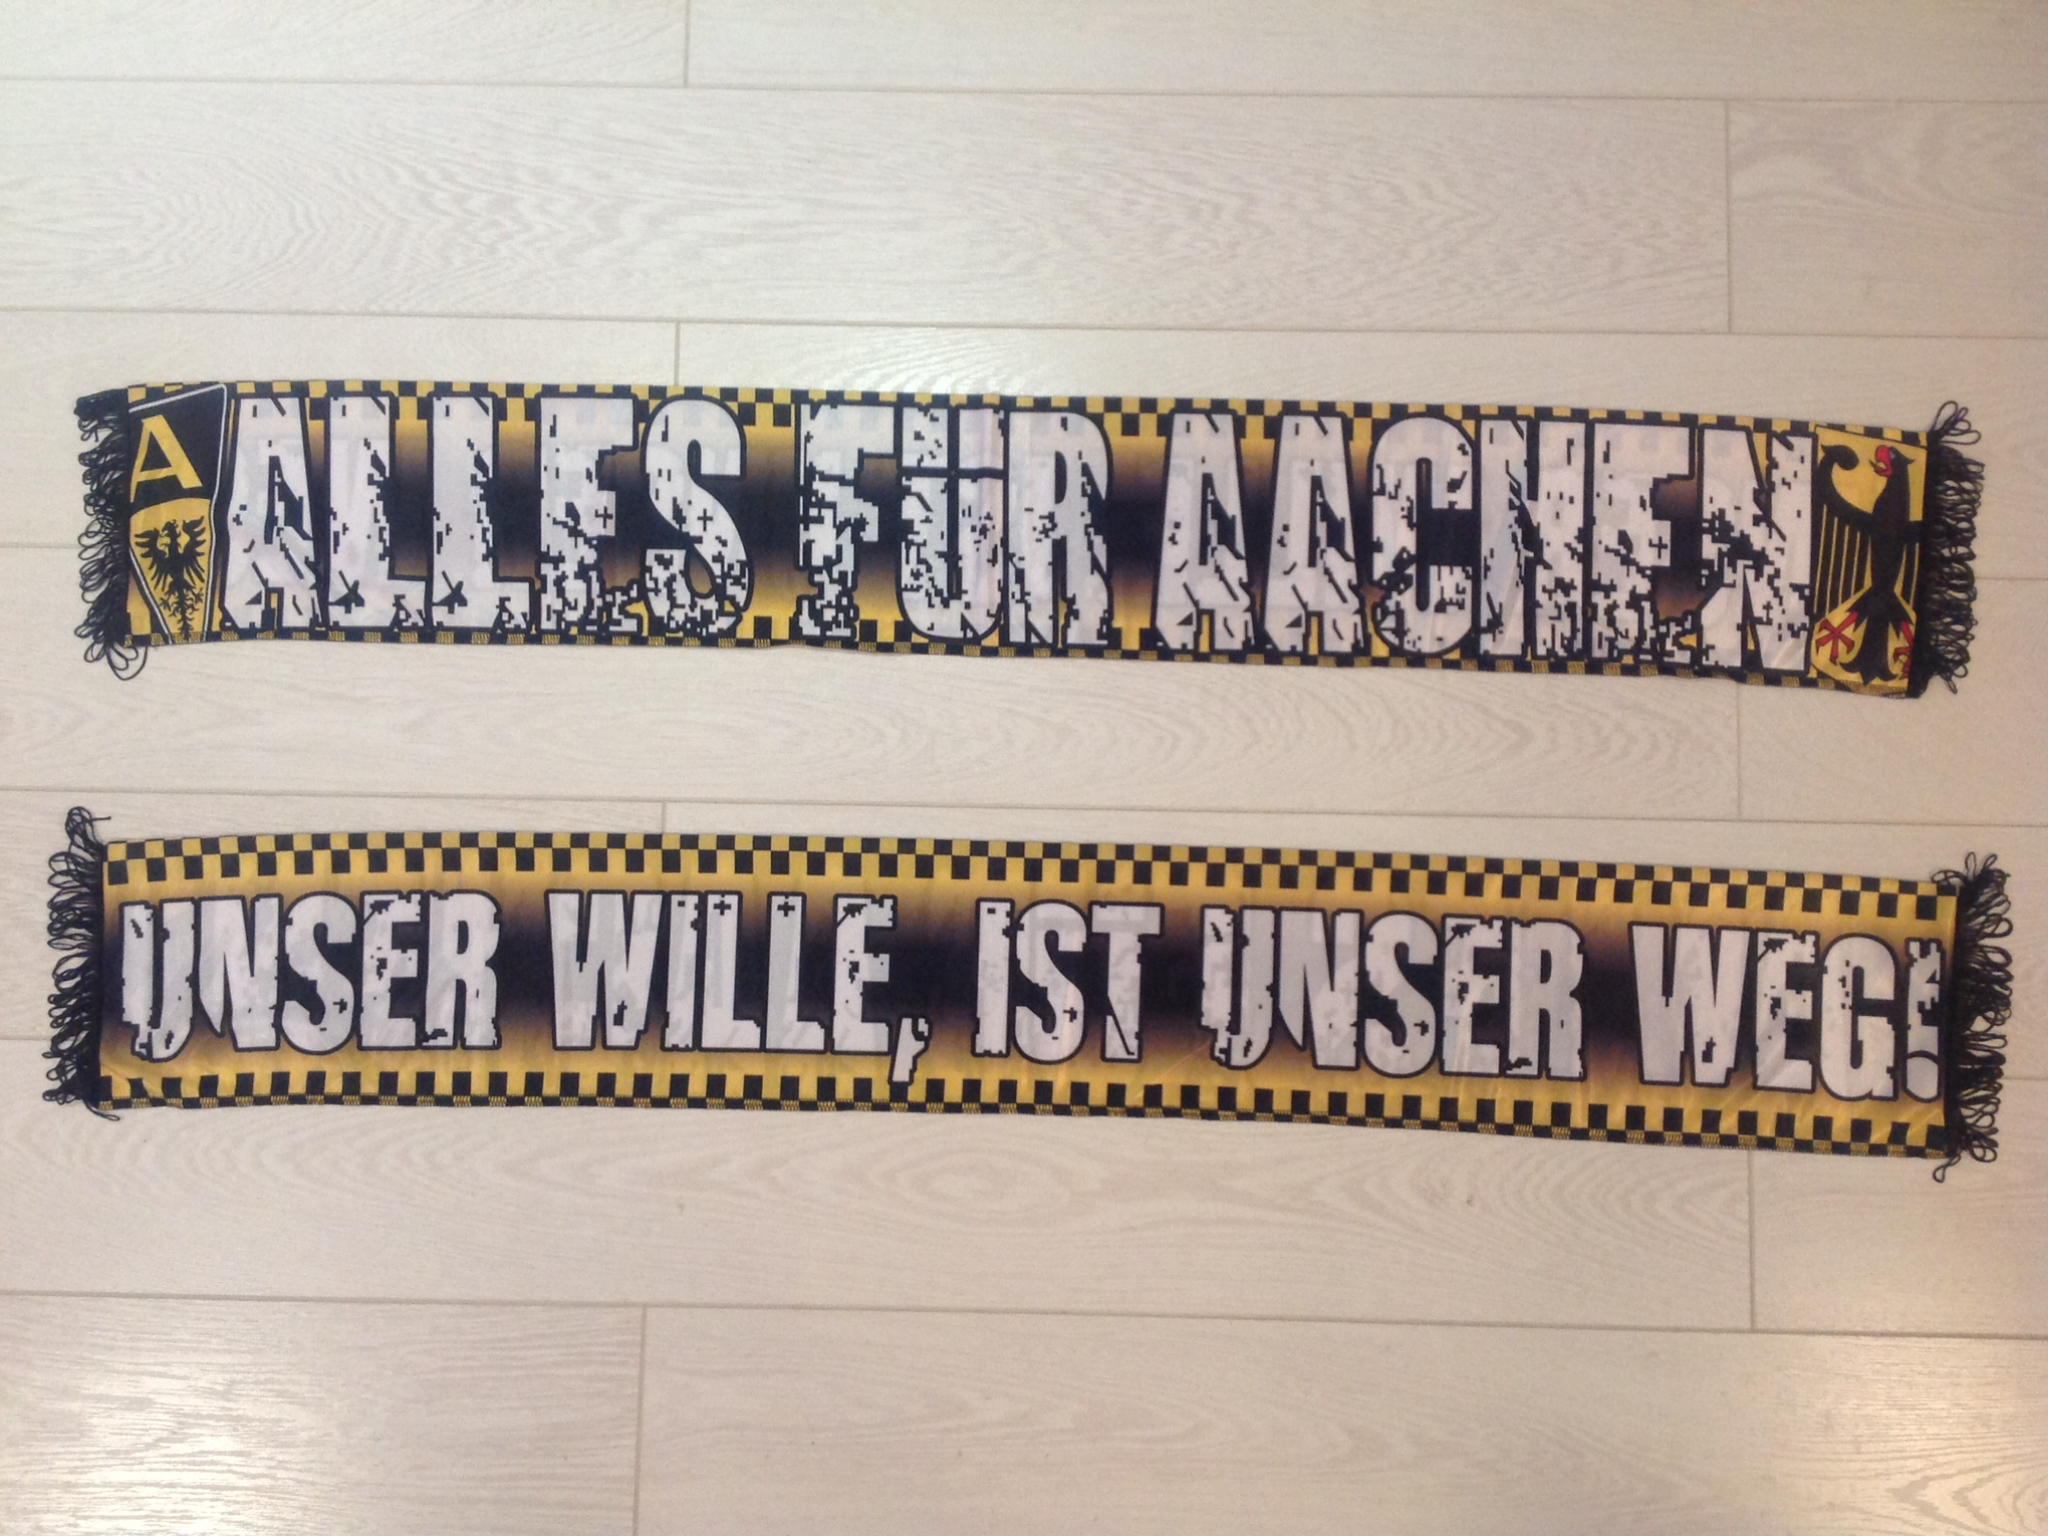 A ALLES FÜR AACHEN
UNSER WILLE, IST UNSER WEG!